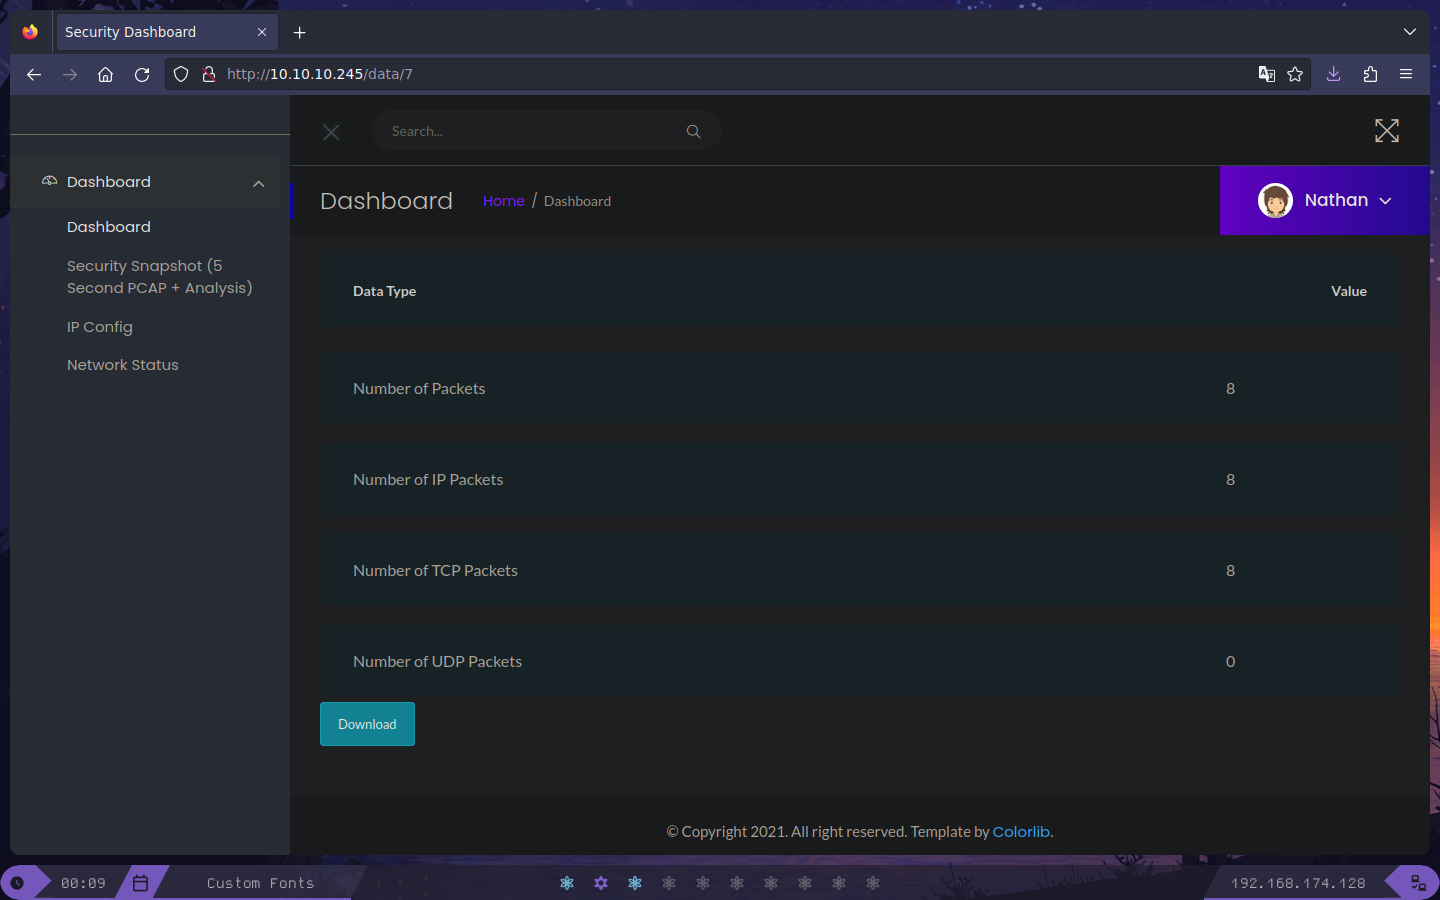 Security Dashboard
http://10.10.10.245/data/7
Search...
Dashboard
Dashboard
Security Snapshot (5
Second PCAP + Analysis)
IP Config
Network Status
Dashboard
Home / Dashboard
Nathan
Data Type Value
Number of Packets 8
Number of IP Packets 8
Number of TCP Packets 8
Number of UDP Packets 0
Download
© Copyright 2021. All right reserved. Template by Colorlib.
00:09
Custom Fonts
192.168.174.128